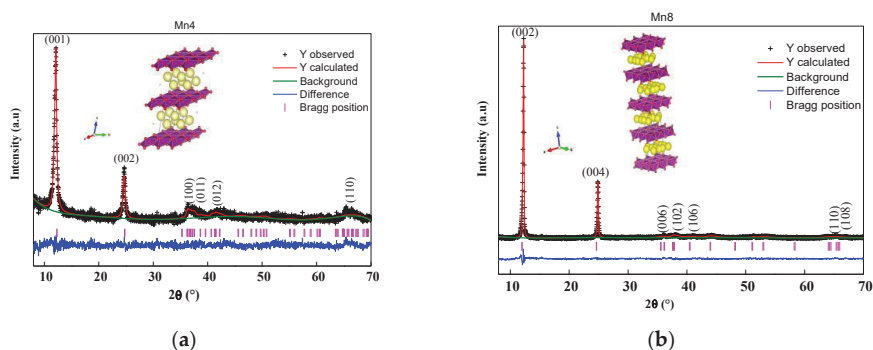 Mn4
(001)
Y observed
Y calculated
Background
Difference
Bragg position
(002)
(100)
(011)
(012)
(110)
Intensity (a.u)
10 20 30 40 50 60 70
2θ (°)
(a)
Mn8
(002)
Y observed
Y calculated
Background
Difference
Bragg position
(004)
(006)
(102)
(106)
(110)
(108)
Intensity (a.u)
10 20 30 40 50 60 70
2θ (°)
(b)